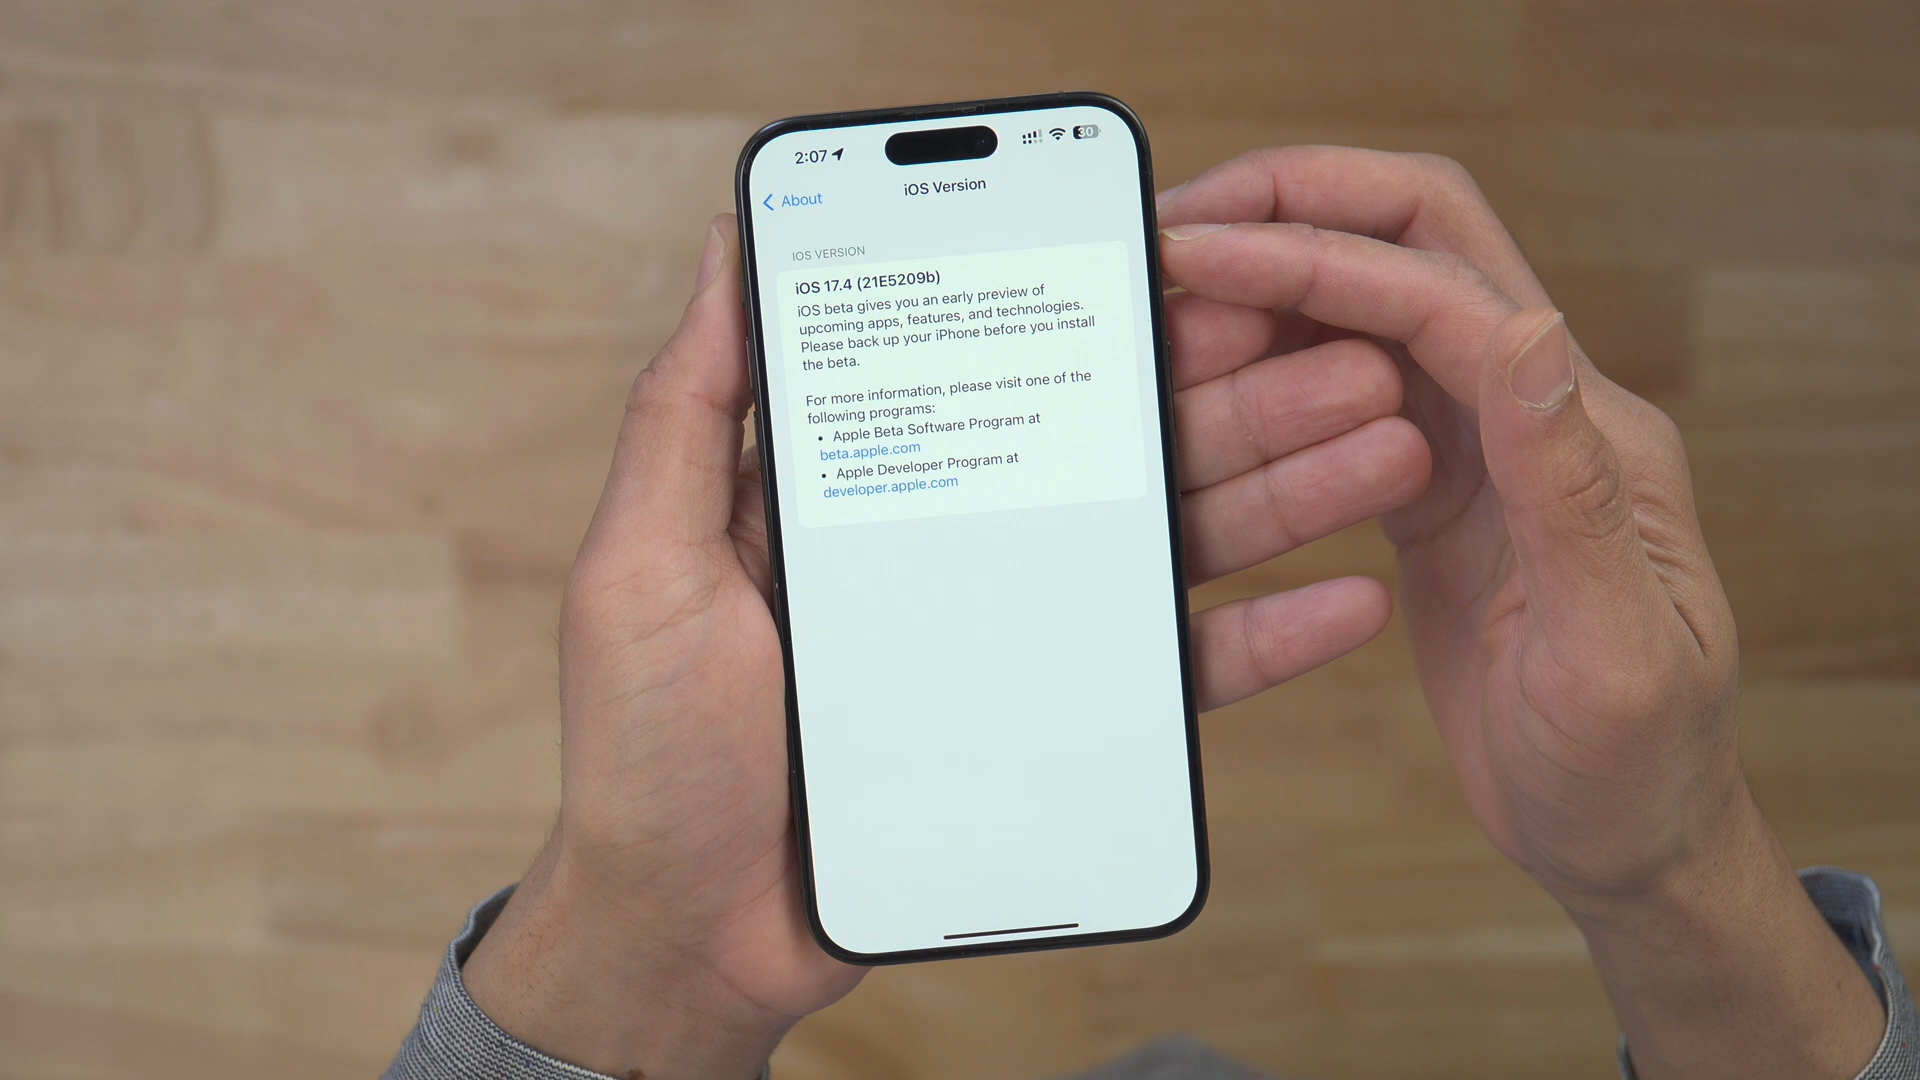 2:07
30
About
iOS Version
IOS VERSION
iOS 17.4 (21E5209b)
iOS beta gives you an early preview of
upcoming apps, features, and technologies.
Please back up your iPhone before you install
the beta.
For more information, please visit one of the
following programs:
• Apple Beta Software Program at
beta.apple.com
• Apple Developer Program at
developer.apple.com